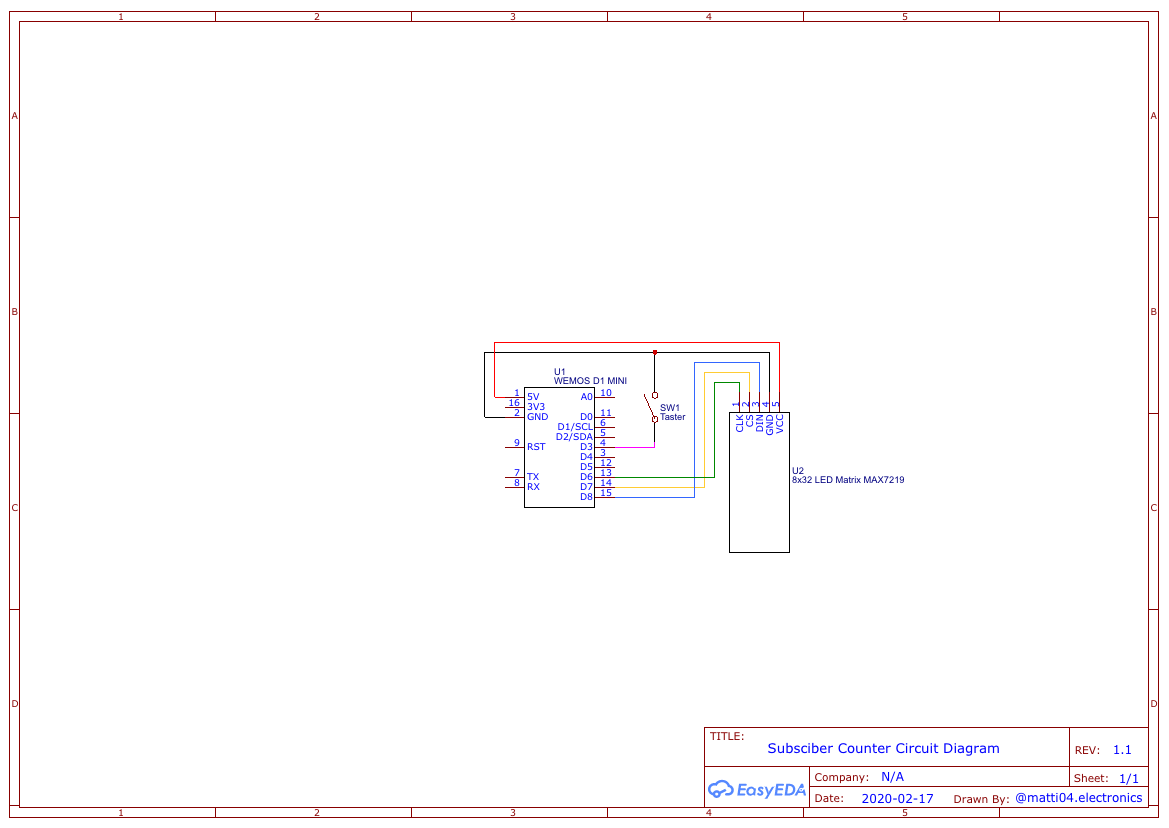 1 2 3 4 5
A A
B B
C C
D D
U1
WEMOS D1 MINI
1 5V A0 10
16 3V3
2 GND D0 11
D1/SCL 6
D2/SDA 5
9 RST D3 4
D4 3
D5 12
7 TX D6 13
8 RX D7 14
D8 15
SW1
Taster
1 2 3 4 5
CLK CS DIN GND VCC
U2
8x32 LED Matrix MAX7219
TITLE:
Subsciber Counter Circuit Diagram
REV: 1.1
EasyEDA
Company: N/A
Sheet: 1/1
Date: 2020-02-17
Drawn By: @matti04.electronics
1 2 3 4 5